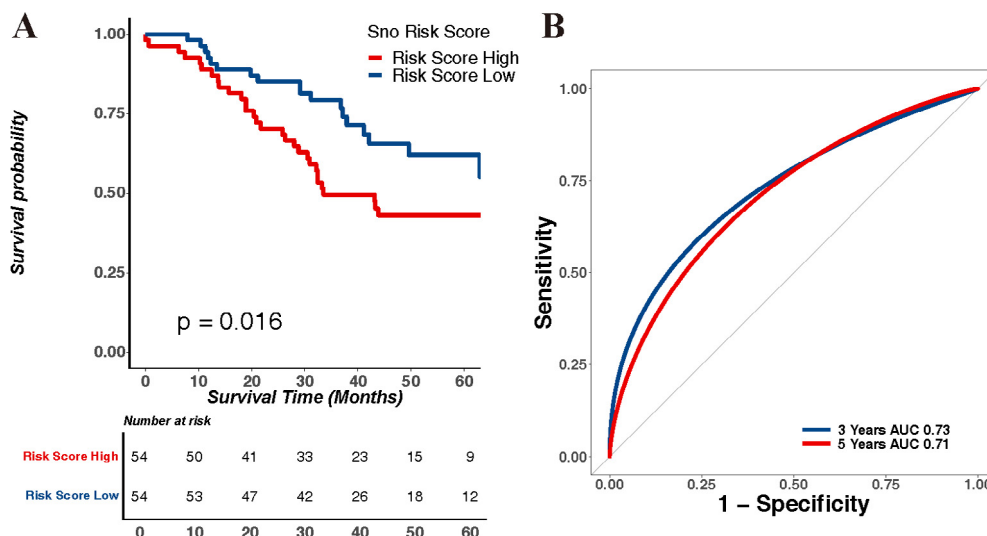 A
Sno Risk Score
Risk Score High
Risk Score Low
Survival probability
1.00
0.75
0.50
0.25
0.00
p = 0.016
0 10 20 30 40 50 60
Survival Time (Months)
Number at risk
Risk Score High 54 50 41 33 23 15 9
Risk Score Low 54 53 47 42 26 18 12
0 10 20 30 40 50 60
B
Sensitivity
1.00
0.75
0.50
0.25
0.00
3 Years AUC 0.73
5 Years AUC 0.71
0.00 0.25 0.50 0.75 1.00
1 − Specificity